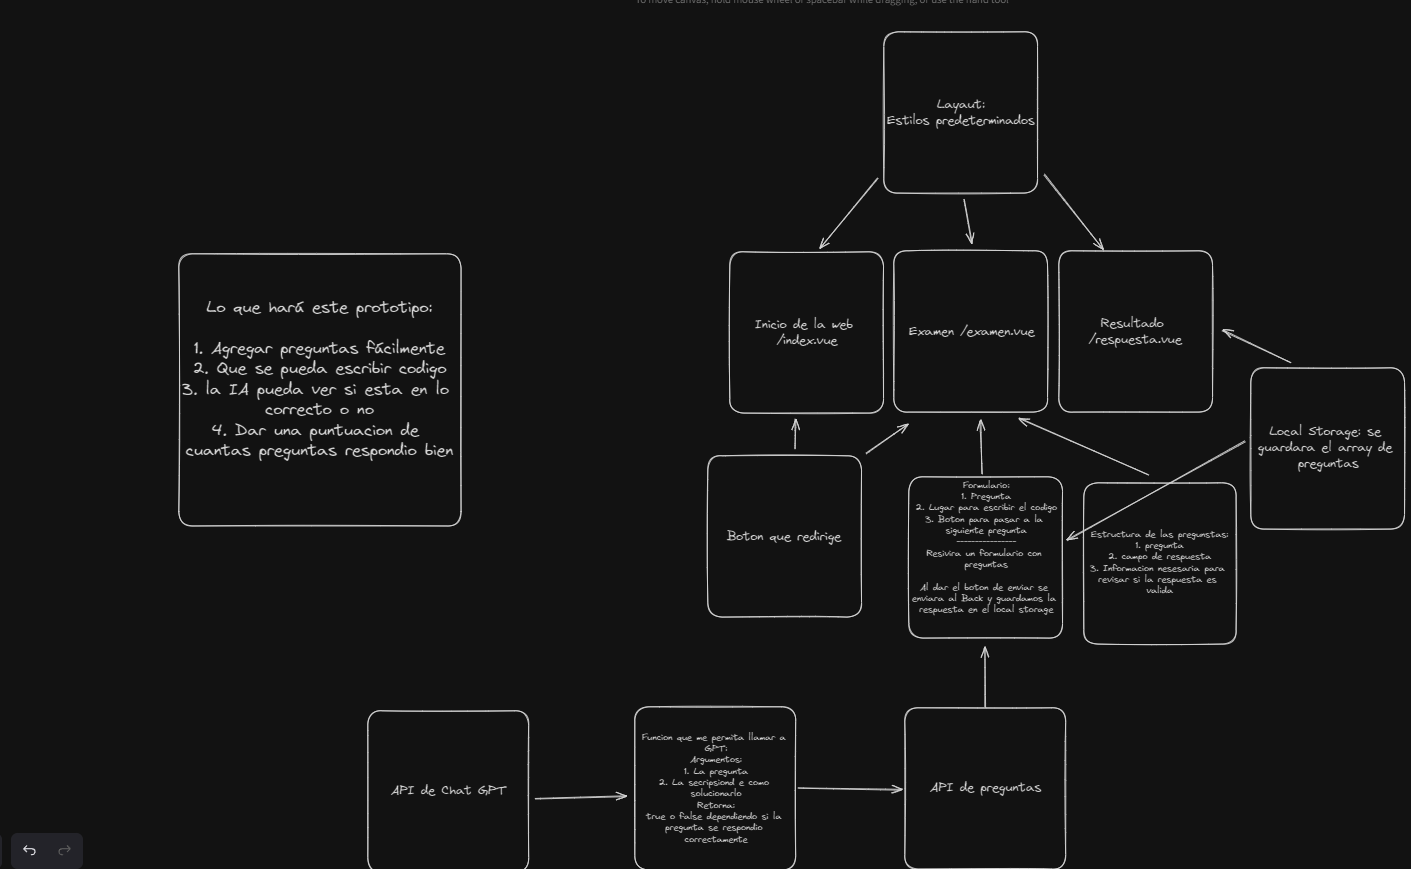 To move canvas, hold mouse wheel or spacebar while dragging, or use the hand tool
Layaut:
Estilos predeterminados
Lo que hará este prototipo:
1. Agregar preguntas fácilmente
2. Que se pueda escribir codigo
3. la IA pueda ver si esta en lo
correcto o no
4. Dar una puntuacion de
cuantas preguntas respondio bien
Inicio de la web
/index.vue
Examen /examen.vue
Resultado
/respuesta.vue
Local Storage: se
guardara el array de
preguntas
Boton que redirige
Formulario:
1. Pregunta
2. Lugar para escribir el codigo
3. Boton para pasar a la
siguiente pregunta
----------------
Resivira un formulario con
preguntas
Al dar el boton de enviar se
enviara al Back y guardamos la
respuesta en el local storage
Estructura de las pregunstas:
1. pregunta
2. campo de respuesta
3. Informacion nesesaria para
revisar si la respuesta es
valida
API de Chat GPT
Funcion que me permita llamar a
GPT:
Argumentos:
1. La pregunta
2. La secripsiond e como
solucionarlo
Retorna:
true o false dependiendo si la
pregunta se respondio
correctamente
API de preguntas